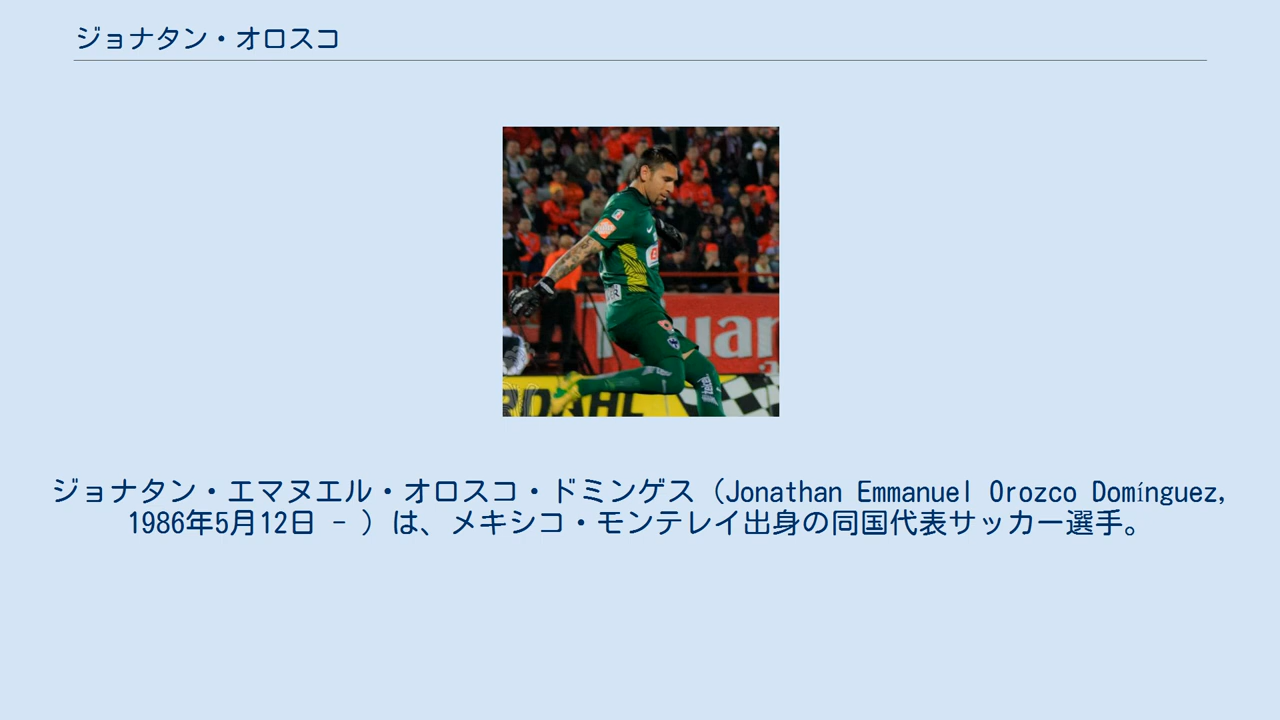 ジョナタン・オロスコ
ジョナタン・エマヌエル・オロスコ・ドミンゲス（Jonathan Emmanuel Orozco Domínguez,
1986年5月12日 - ）は、メキシコ・モンテレイ出身の同国代表サッカー選手。